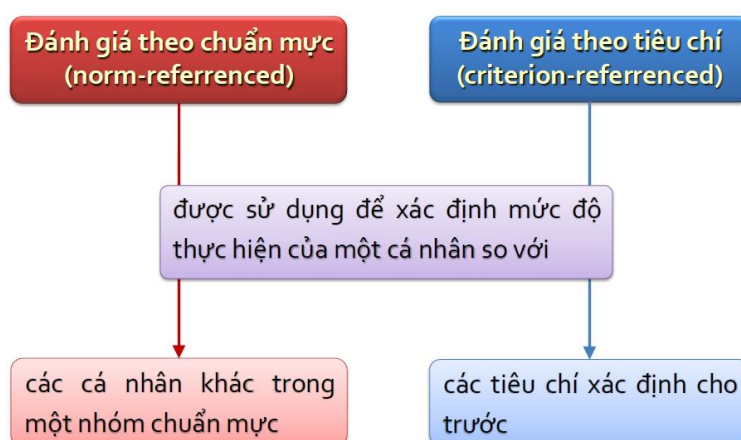 Đánh giá theo chuẩn mực
(norm-referrenced)
Đánh giá theo tiêu chí
(criterion-referrenced)
được sử dụng để xác định mức độ
thực hiện của một cá nhân so với
các cá nhân khác trong
một nhóm chuẩn mực
các tiêu chí xác định cho
trước